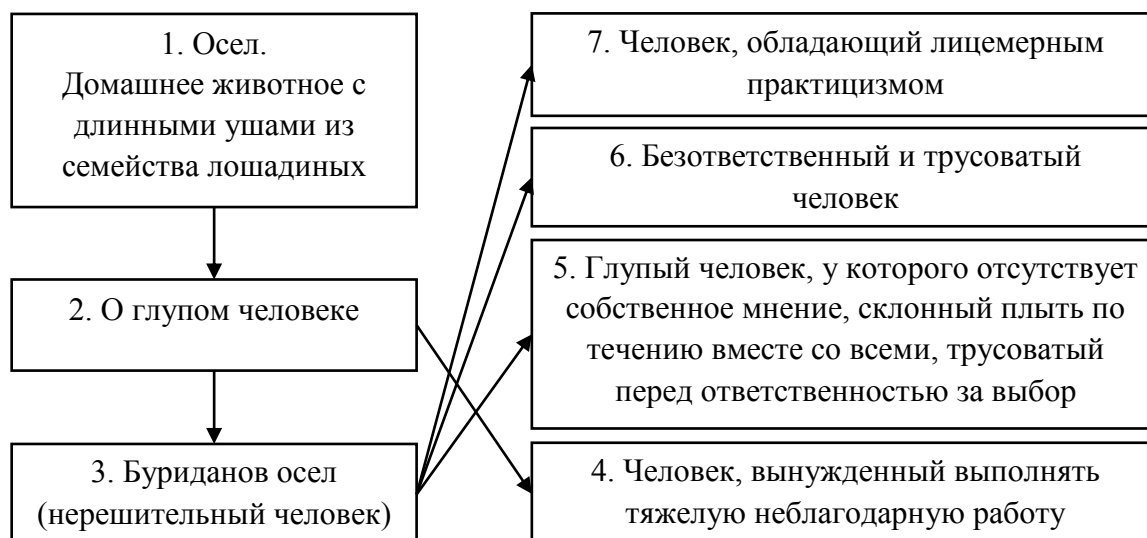 1. Осел.
Домашнее животное с
длинными ушами из
семейства лошадиных
2. О глупом человеке
3. Буриданов осел
(нерешительный человек)
7. Человек, обладающий лицемерным
практицизмом
6. Безответственный и трусоватый
человек
5. Глупый человек, у которого отсутствует
собственное мнение, склонный плыть по
течению вместе со всеми, трусоватый
перед ответственностью за выбор
4. Человек, вынужденный выполнять
тяжелую неблагодарную работу